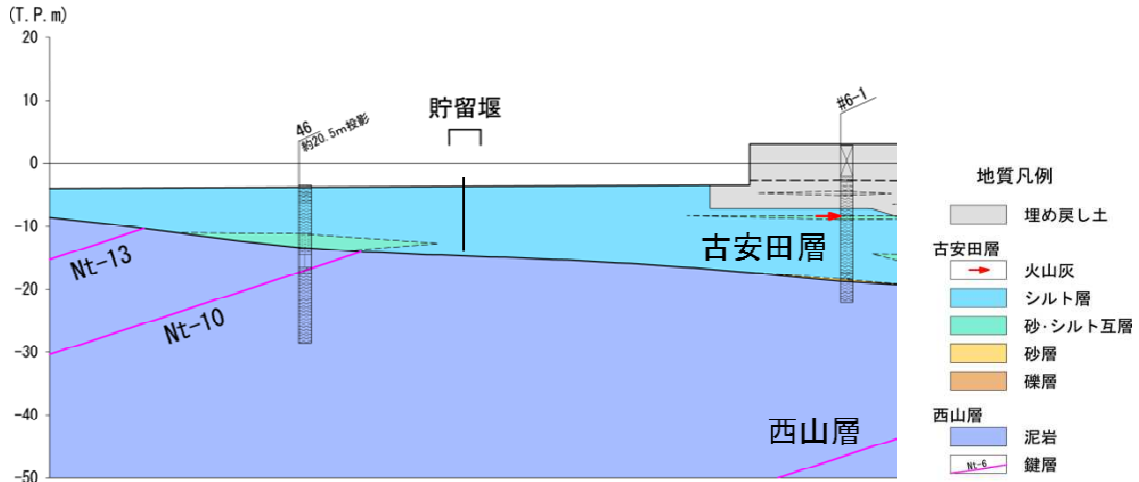 (T.P.m)
20
10
0
-10
-20
-30
-40
-50
46
約20.5m投影
貯留堰
#6-1
古安田層
Nt-13
Nt-10
西山層
地質凡例
埋め戻し土
古安田層
火山灰
シルト層
砂・シルト互層
砂層
礫層
西山層
泥岩
Nt-6
鍵層